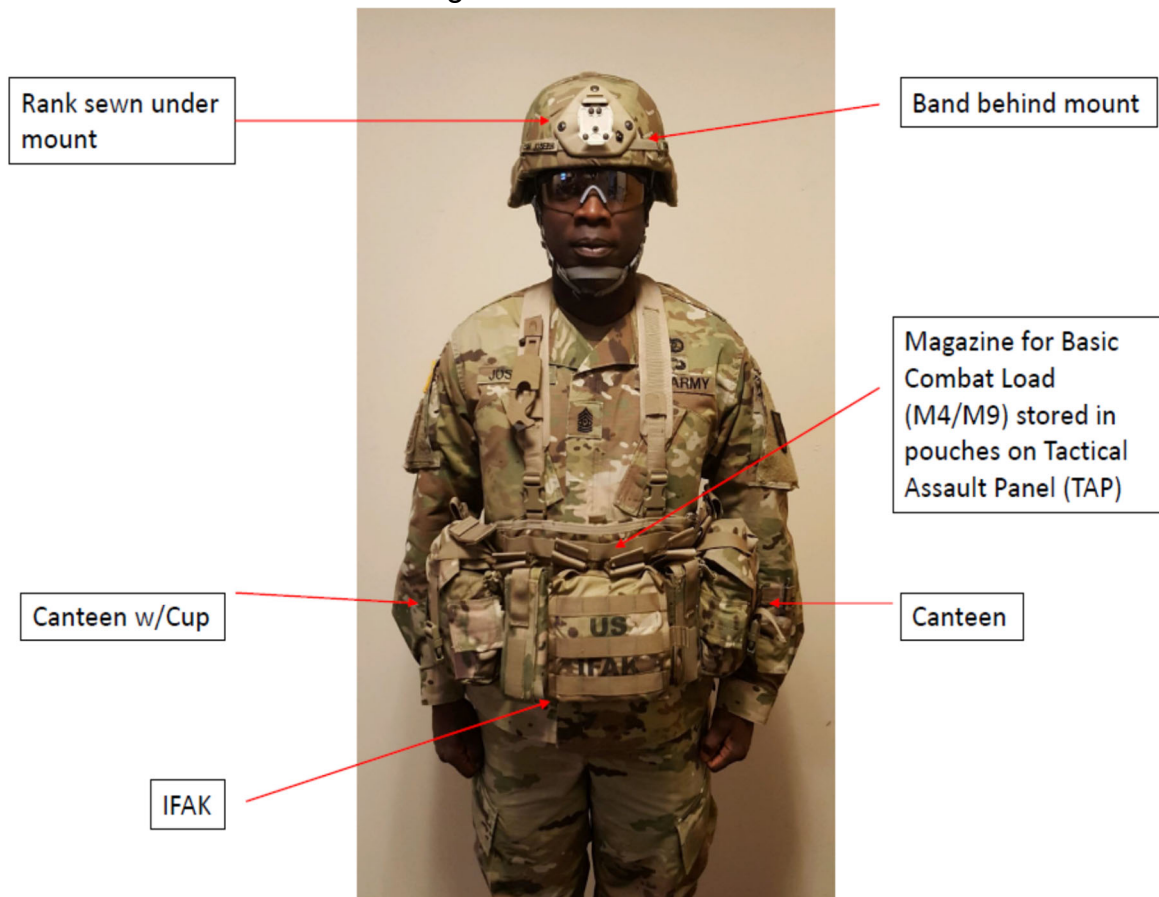 Rank sewn under
mount
Band behind mount
Magazine for Basic
Combat Load
(M4/M9) stored in
pouches on Tactical
Assault Panel (TAP)
ARMY
US
IFAK
Canteen w/Cup
Canteen
IFAK